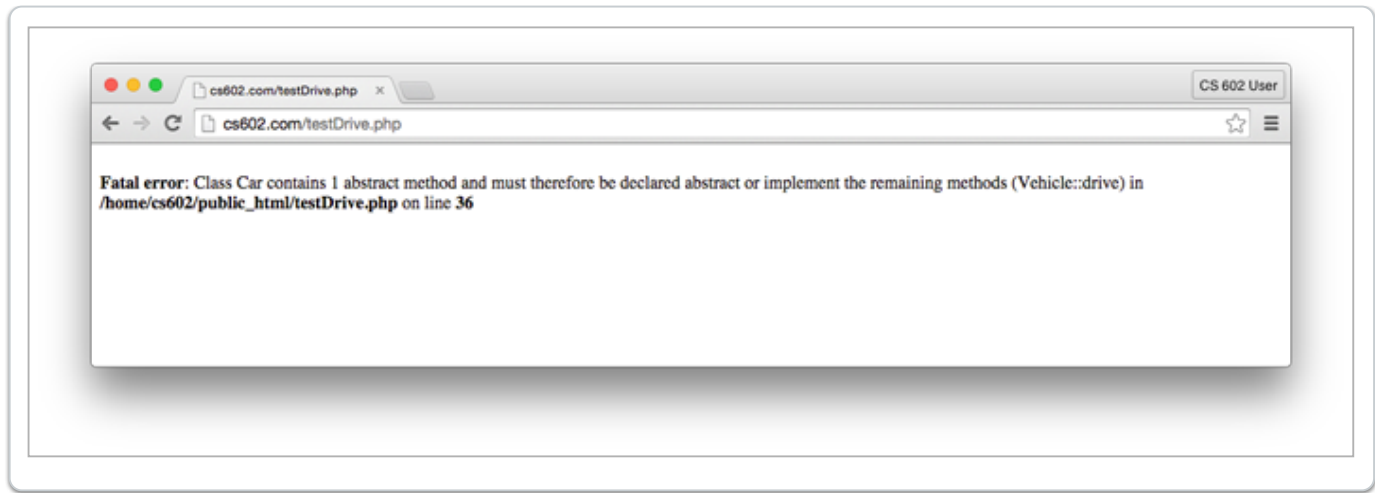 cs602.com/testDrive.php
CS 602 User
cs602.com/testDrive.php
Fatal error: Class Car contains 1 abstract method and must therefore be declared abstract or implement the remaining methods (Vehicle::drive) in
/home/cs602/public_html/testDrive.php on line 36